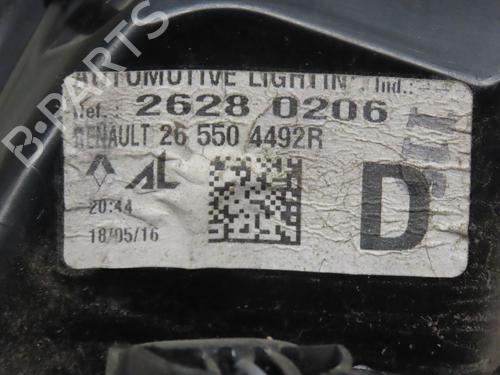 AUTOMOTIVE LIGHTIN Ind.:
Ref.: 2628 0206
RENAULT 26 550 4492R
AL
D
20:44
18/05/16
B-PARTS